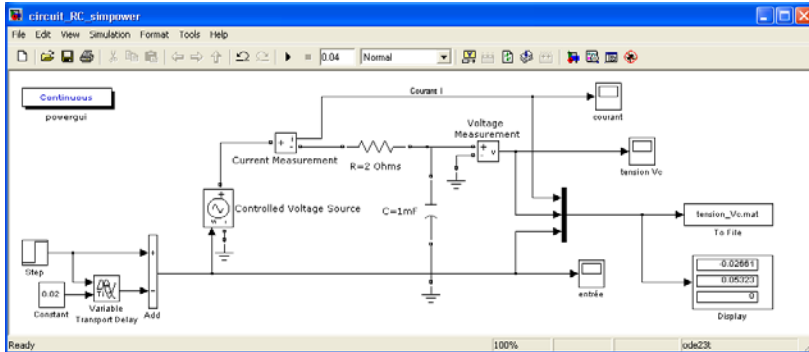 circuit_RC_simpower
File Edit View Simulation Format Tools Help
0.04 Normal
Continuous
powergui
Courant I
courant
Voltage
Measurement
Current Measurement
R=2 Ohms
tension Vc
Controlled Voltage Source
C=1mF
tension_Vc.mat
To File
Step
0.02
Constant
Variable
Transport Delay
Add
entrée
-0.02661
0.05323
0
Display
Ready 100% ode23t